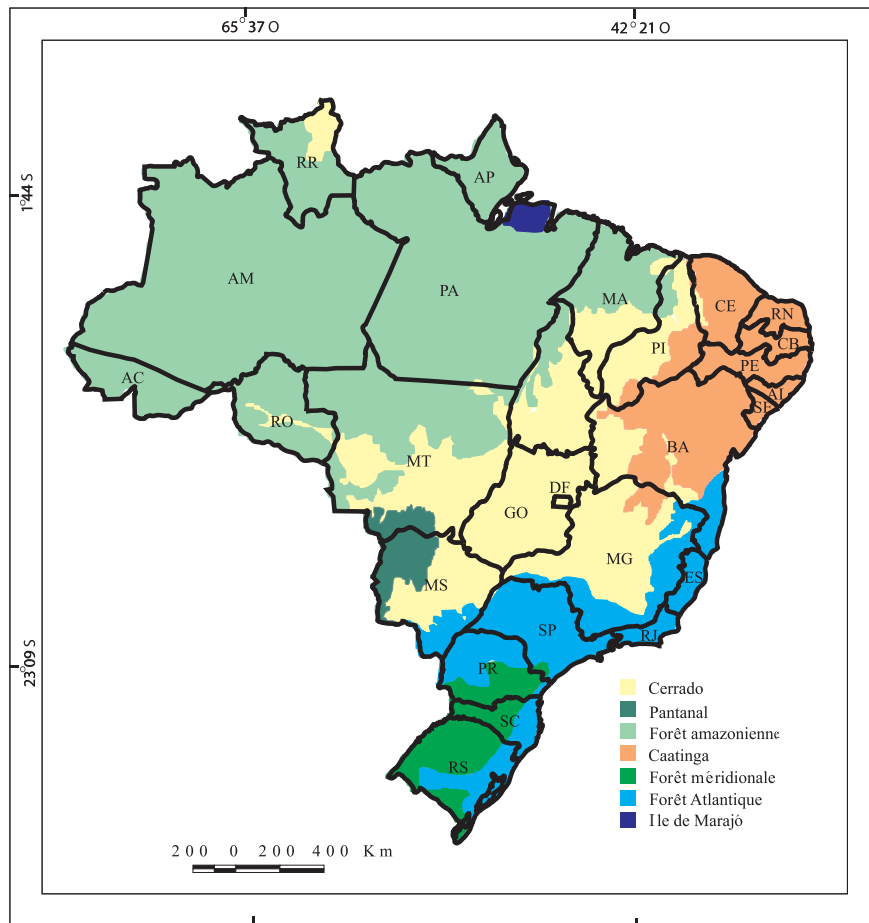 65°37 O 42°21 O
1°44 S
23°09 S
RR
AP
AM
PA
MA
CE
RN
CB
PI
PE
AC
AL
SE
RO
BA
MT
DF
GO
MG
MS
ES
SP
RJ
PR
SC
RS
Cerrado
Pantanal
Forêt amazonienne
Caatinga
Forêt méridionale
Forêt Atlantique
Ile de Marajó
200 0 200 400 Km